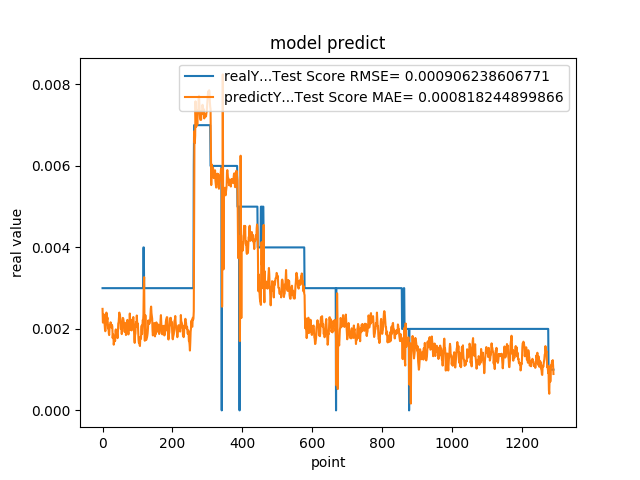 model predict
realY...Test Score RMSE= 0.000906238606771
predictY...Test Score MAE= 0.000818244899866
0.008
0.006
0.004
0.002
0.000
real value
0 200 400 600 800 1000 1200
point